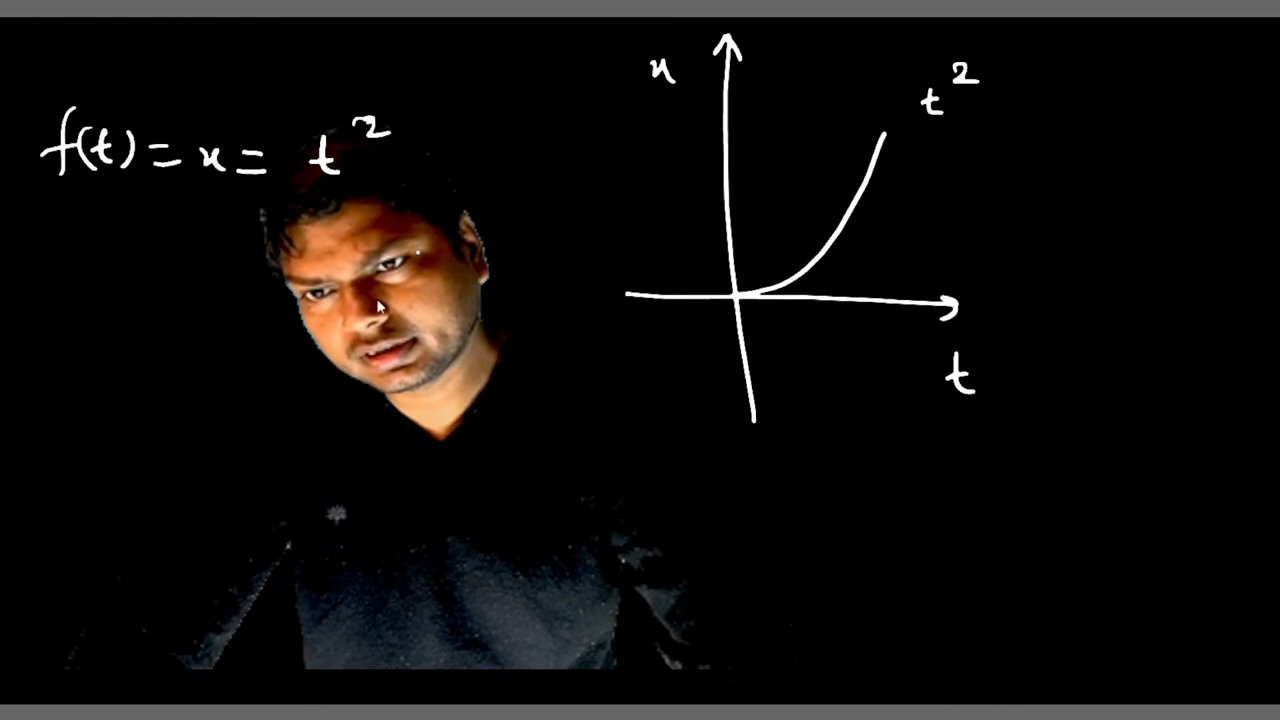 f(t) = x = t²
x
t²
t